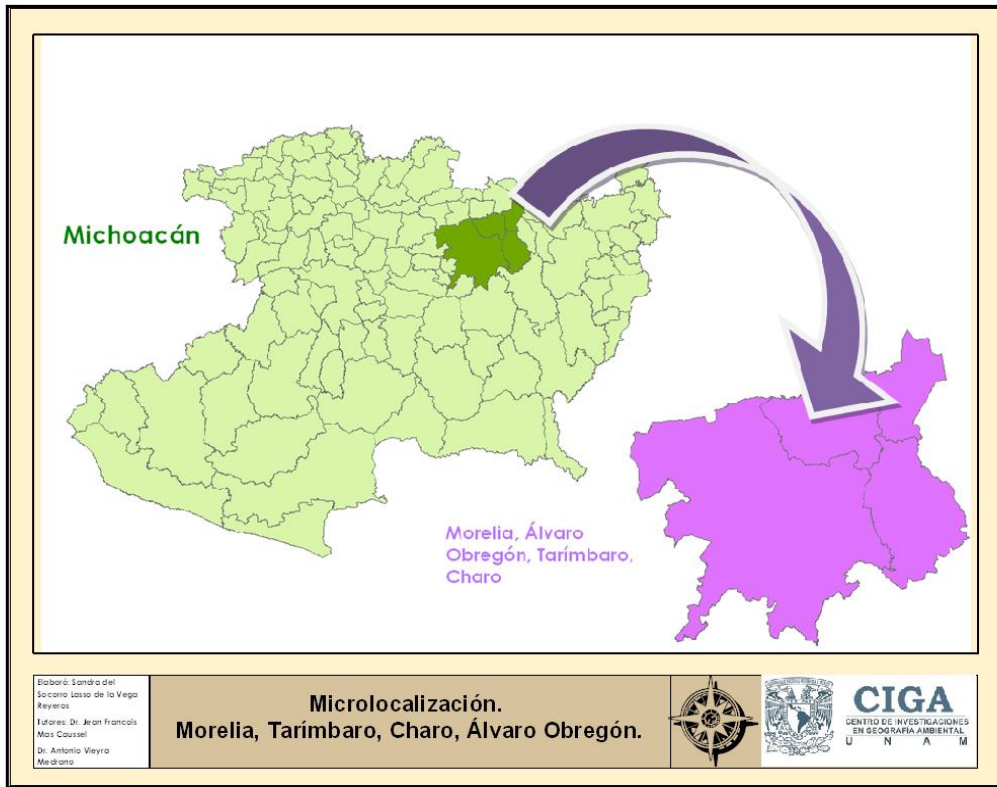 Michoacán
Morelia, Álvaro
Obregón, Tarímbaro,
Charo
Elaboró: Sandra del
Socorro Lasso de la Vega
Reyeros
Tutores: Dr. Jean Francois
Mas Caussel
Dr. Antonio Vieyra
Medrano
Microlocalización.
Morelia, Tarímbaro, Charo, Álvaro Obregón.
CIGA
CENTRO DE INVESTIGACIONES
EN GEOGRAFÍA AMBIENTAL
U N A M